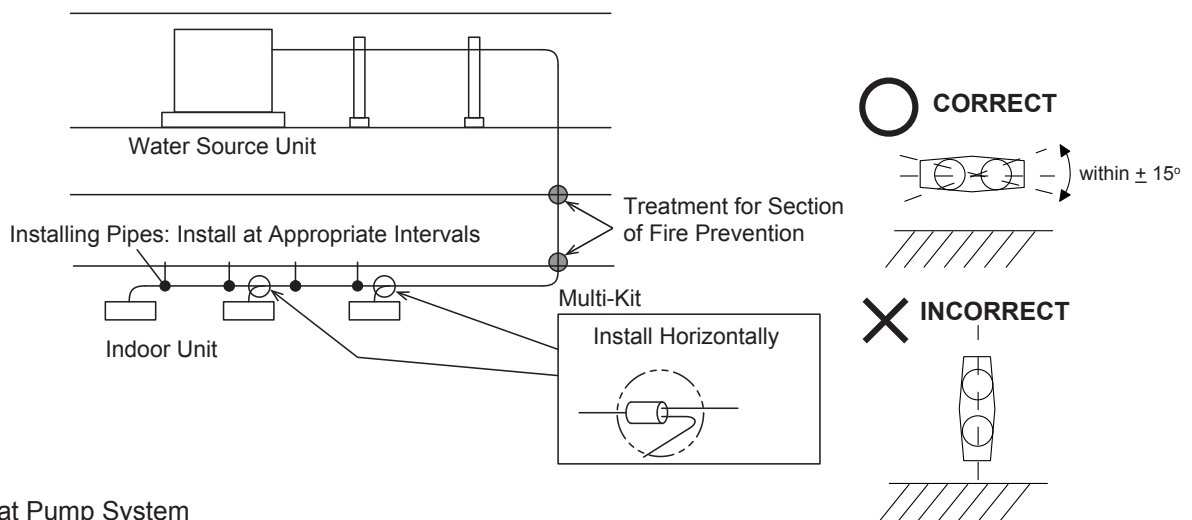 Water Source Unit
Installing Pipes: Install at Appropriate Intervals
Treatment for Section
of Fire Prevention
Indoor Unit
Multi-Kit
Install Horizontally
CORRECT
within ± 15°
INCORRECT
at Pump System